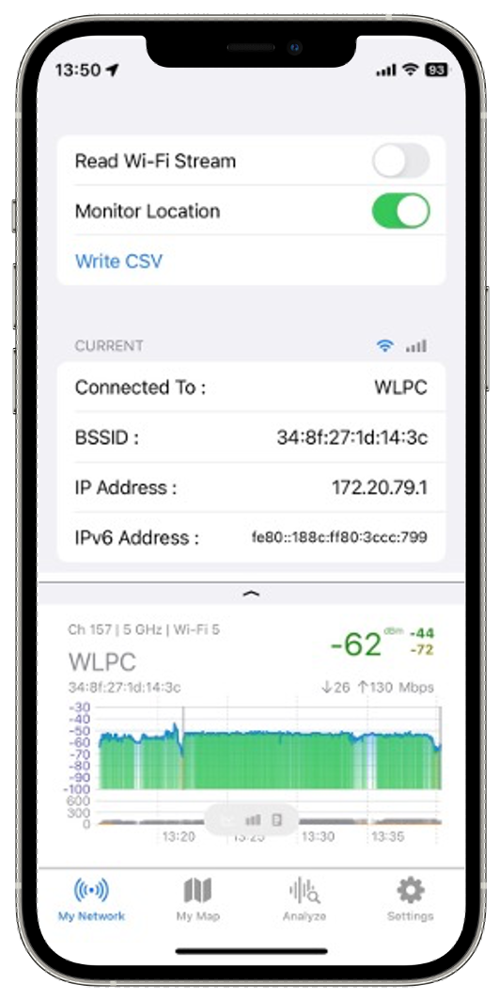 13:50 93
Read Wi-Fi Stream
Monitor Location
Write CSV
CURRENT
Connected To : WLPC
BSSID : 34:8f:27:1d:14:3c
IP Address : 172.20.79.1
IPv6 Address : fe80::188c:ff80:3ccc:799
Ch 157 | 5 GHz | Wi-Fi 5
-62 dBm -44
-72
WLPC
34:8f:27:1d:14:3c ↓26 ↑130 Mbps
-30
-40
-50
-60
-70
-80
-90
-100
600
300
0
13:20 13:25 13:30 13:35
My Network My Map Analyze Settings